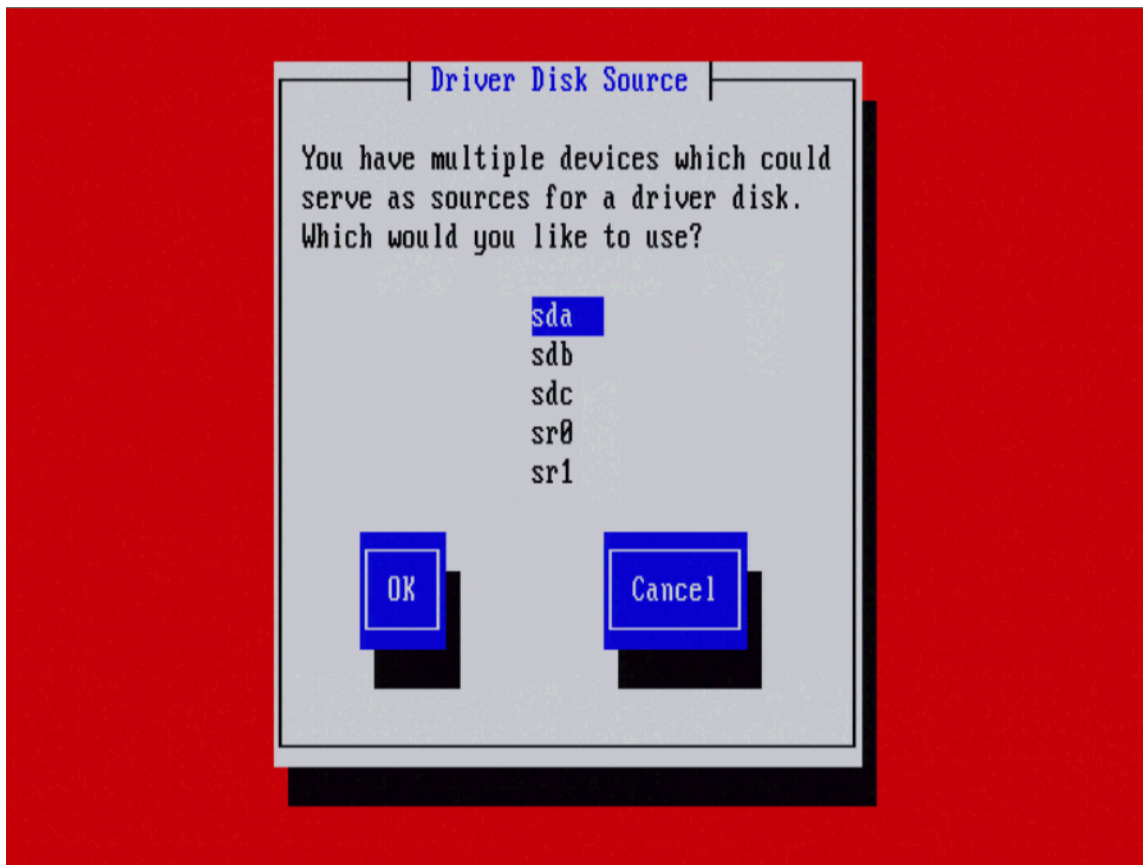 Driver Disk Source
You have multiple devices which could
serve as sources for a driver disk.
Which would you like to use?
sda
sdb
sdc
sr0
sr1
OK Cancel